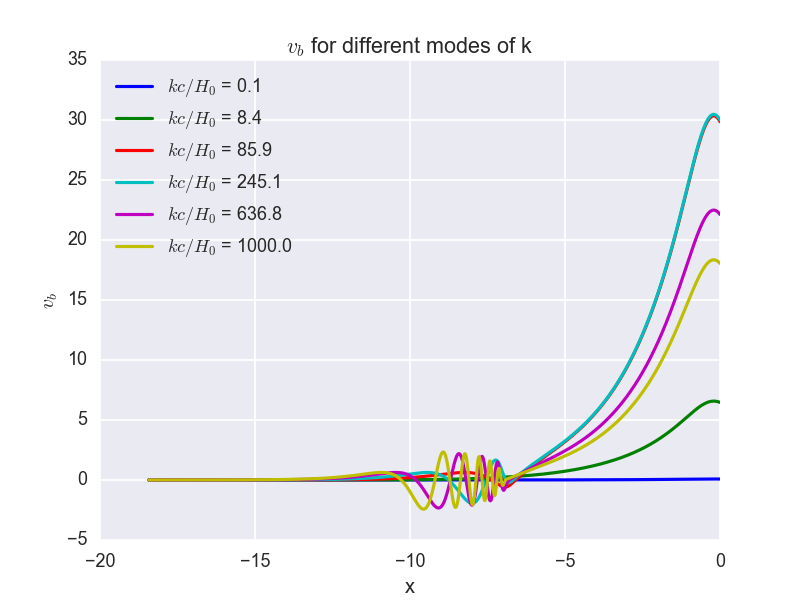 v_b for different modes of k
35
30
25
20
15
10
5
0
−5
v_b
kc/H_0 = 0.1
kc/H_0 = 8.4
kc/H_0 = 85.9
kc/H_0 = 245.1
kc/H_0 = 636.8
kc/H_0 = 1000.0
−20 −15 −10 −5 0
x